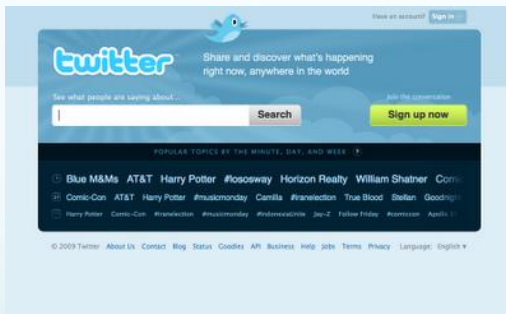 Have an account? Sign in
twitter
Share and discover what's happening
right now, anywhere in the world
See what people are saying about...
Join the conversation
Search
Sign up now
POPULAR TOPICS BY THE MINUTE, DAY, AND WEEK ?
Blue M&Ms AT&T Harry Potter #lososway Horizon Realty William Shatner Comic
Comic-Con AT&T Harry Potter #musicmonday Camilla #iranelection True Blood Stellan Goodnigh
Harry Potter Comic-Con #iranelection #musicmonday #indonesiaUnite Jay-Z Follow Friday #comiccon Apollo 11
© 2009 Twitter About Us Contact Blog Status Goodies API Business Help Jobs Terms Privacy Language: English